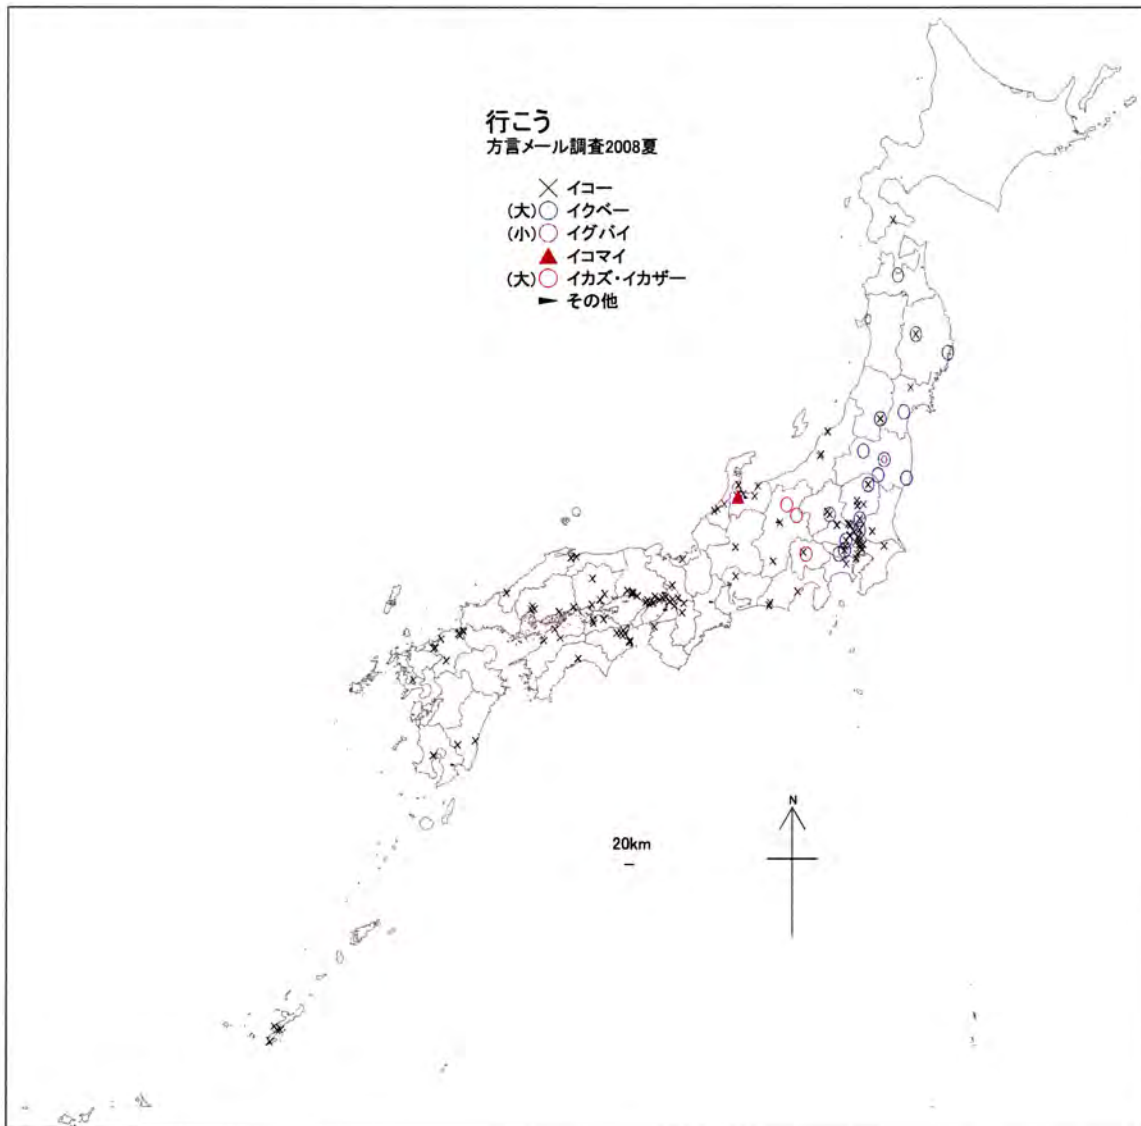 行こう
方言メール調査2008夏
イコー
(大) イクベー
(小) イグバイ
イコマイ
(大) イカズ・イカザー
その他
20km
N